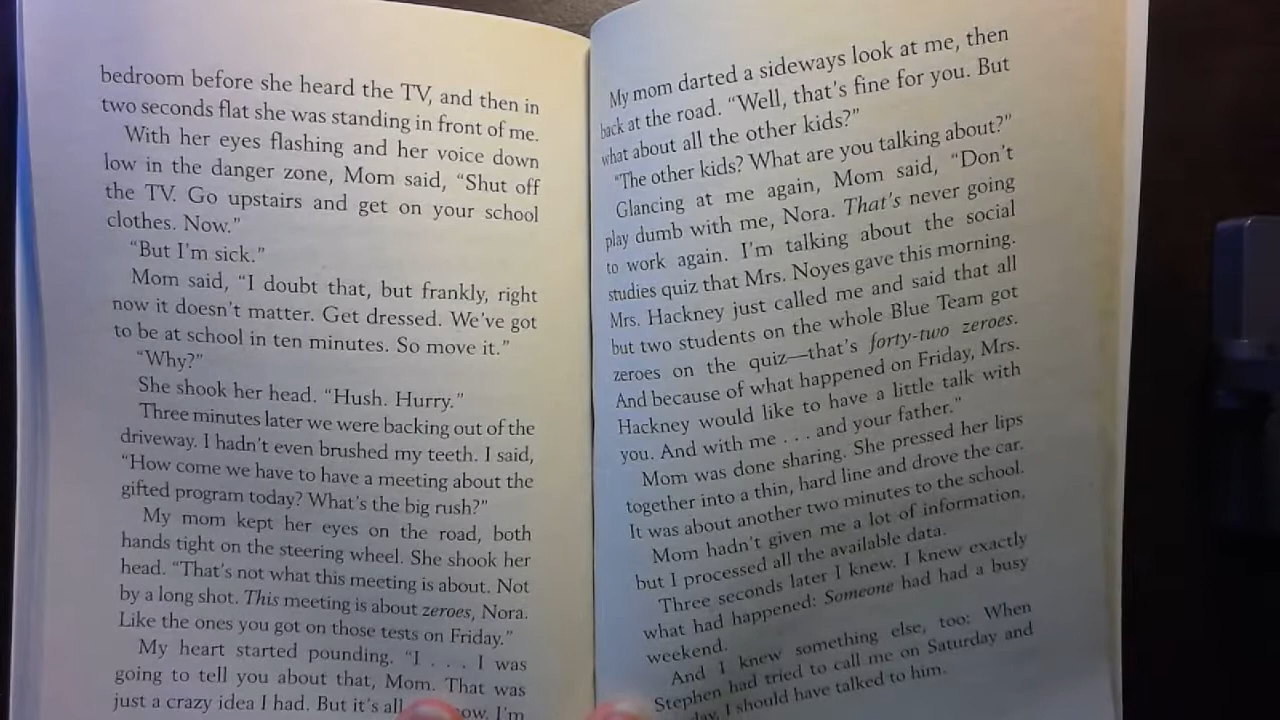 bedroom before she heard the TV, and then in
two seconds flat she was standing in front of me.
With her eyes flashing and her voice down
low in the danger zone, Mom said, “Shut off
the TV. Go upstairs and get on your school
clothes. Now.”
“But I’m sick.”
Mom said, “I doubt that, but frankly, right
now it doesn’t matter. Get dressed. We’ve got
to be at school in ten minutes. So move it.”
“Why?”
She shook her head. “Hush. Hurry.”
Three minutes later we were backing out of the
driveway. I hadn’t even brushed my teeth. I said,
“How come we have to have a meeting about the
gifted program today? What’s the big rush?”
My mom kept her eyes on the road, both
hands tight on the steering wheel. She shook her
head. “That’s not what this meeting is about. Not
by a long shot. This meeting is about zeroes, Nora.
Like the ones you got on those tests on Friday.”
My heart started pounding. “I . . . I was
going to tell you about that, Mom. That was
just a crazy idea I had. But it’s all I’m
My mom darted a sideways look at me, then
back at the road. “Well, that’s fine for you. But
what about all the other kids?”
“The other kids? What are you talking about?”
Glancing at me again, Mom said, “Don’t
play dumb with me, Nora. That’s never going
to work again. I’m talking about the social
studies quiz that Mrs. Noyes gave this morning.
Mrs. Hackney just called me and said that all
but two students on the whole Blue Team got
zeroes on the quiz—that’s forty-two zeroes.
And because of what happened on Friday, Mrs.
Hackney would like to have a little talk with
you. And with me . . . and your father.”
Mom was done sharing. She pressed her lips
together into a thin, hard line and drove the car.
It was about another two minutes to the school.
Mom hadn’t given me a lot of information,
but I processed all the available data.
Three seconds later I knew. I knew exactly
what had happened: Someone had had a busy
weekend.
And I knew something else, too: When
Stephen had tried to call me on Saturday and
I should have talked to him.